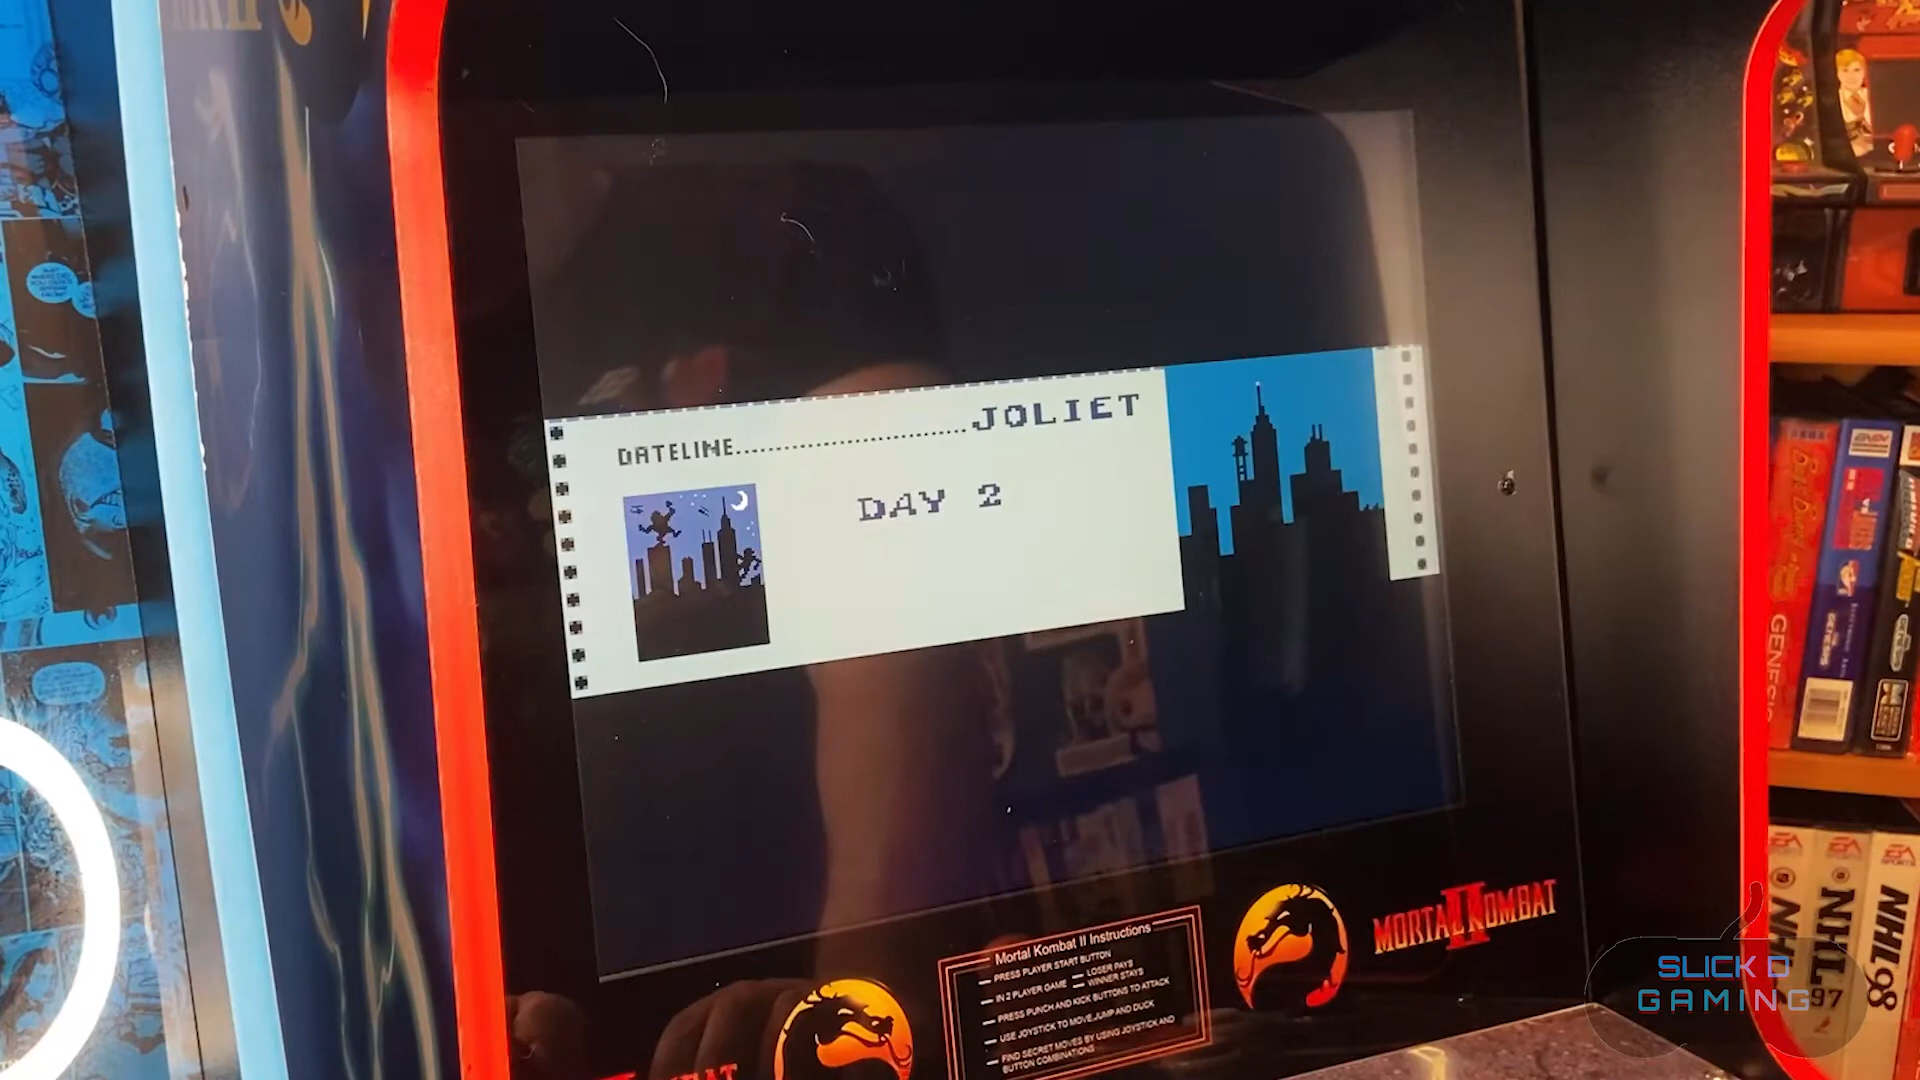 DATELINE..............................JOLIET
DAY 2
Mortal Kombat II Instructions
PRESS PLAYER START BUTTON
IN 2 PLAYER GAME
LOSER PAYS
WINNER STAYS
PRESS PUNCH AND KICK BUTTONS TO ATTACK
USE JOYSTICK TO MOVE JUMP AND DUCK
FIND SECRET MOVES BY USING JOYSTICK AND
BUTTON COMBINATIONS
MORTAL KOMBAT II
SLICK D
GAMING
GENESIS
EA
SPORTS
NHL
NHL 97
NHL 98